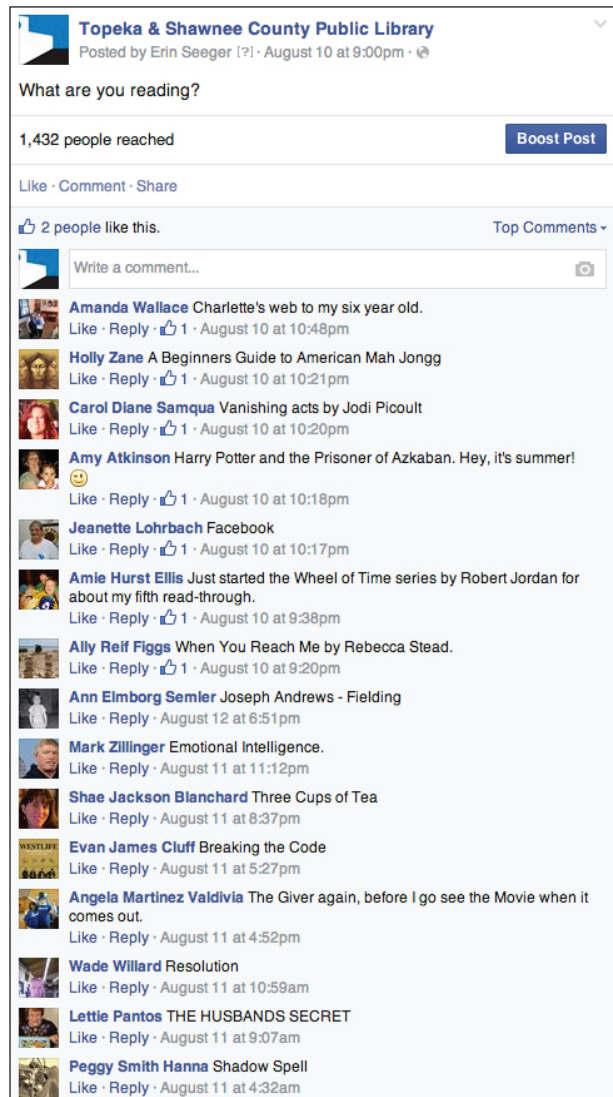 Topeka & Shawnee County Public Library
Posted by Erin Seeger [?] · August 10 at 9:00pm ·
What are you reading?
1,432 people reached
Boost Post
Like · Comment · Share
2 people like this.
Top Comments
Write a comment...
Amanda Wallace Charlette's web to my six year old.
Like · Reply · 1 · August 10 at 10:48pm
Holly Zane A Beginners Guide to American Mah Jongg
Like · Reply · 1 · August 10 at 10:21pm
Carol Diane Samqua Vanishing acts by Jodi Picoult
Like · Reply · 1 · August 10 at 10:20pm
Amy Atkinson Harry Potter and the Prisoner of Azkaban. Hey, it's summer!
Like · Reply · 1 · August 10 at 10:18pm
Jeanette Lohrbach Facebook
Like · Reply · 1 · August 10 at 10:17pm
Amie Hurst Ellis Just started the Wheel of Time series by Robert Jordan for
about my fifth read-through.
Like · Reply · 1 · August 10 at 9:38pm
Ally Reif Figgs When You Reach Me by Rebecca Stead.
Like · Reply · 1 · August 10 at 9:20pm
Ann Elmborg Semler Joseph Andrews - Fielding
Like · Reply · August 12 at 6:51pm
Mark Zillinger Emotional Intelligence.
Like · Reply · August 11 at 11:12pm
Shae Jackson Blanchard Three Cups of Tea
Like · Reply · August 11 at 8:37pm
WESTLIFE
Evan James Cluff Breaking the Code
Like · Reply · August 11 at 5:27pm
Angela Martinez Valdivia The Giver again, before I go see the Movie when it
comes out.
Like · Reply · August 11 at 4:52pm
Wade Willard Resolution
Like · Reply · August 11 at 10:59am
Lettie Pantos THE HUSBANDS SECRET
Like · Reply · August 11 at 9:07am
Peggy Smith Hanna Shadow Spell
Like · Reply · August 11 at 4:32am